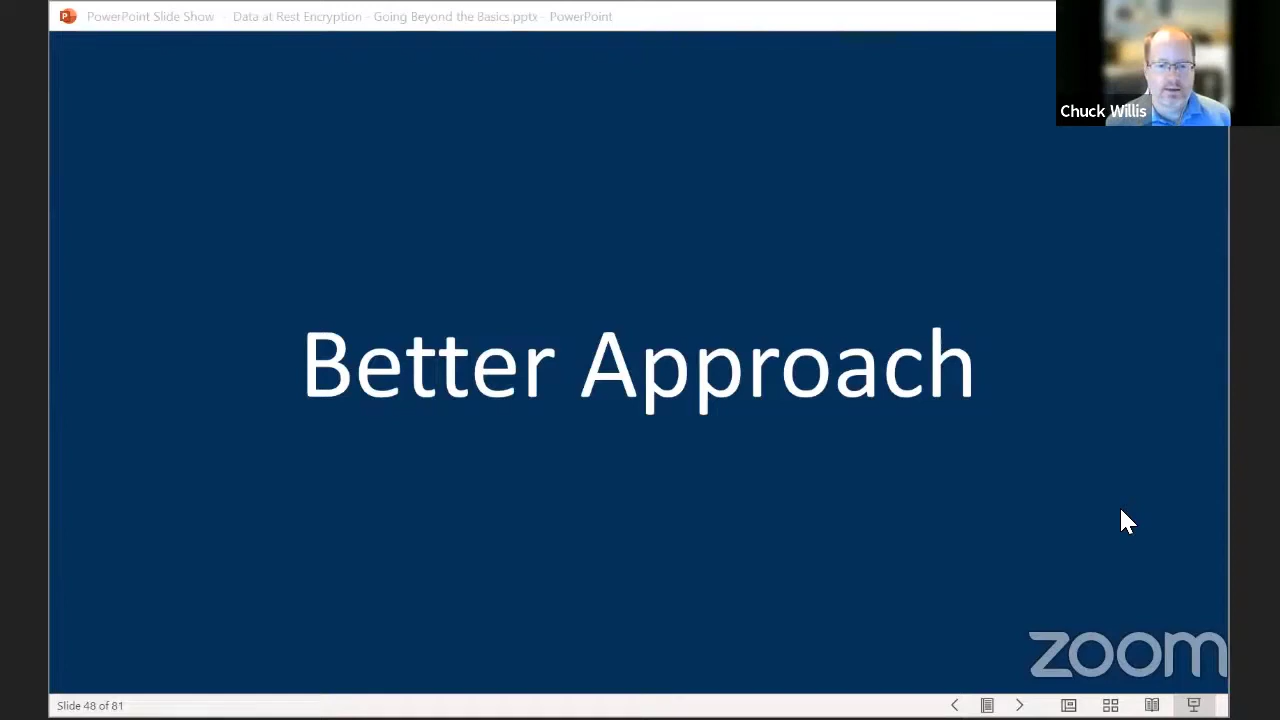 PowerPoint Slide Show - Data at Rest Encryption - Going Beyond the Basics.pptx - PowerPoint
Chuck Willis
Better Approach
zoom
Slide 48 of 81